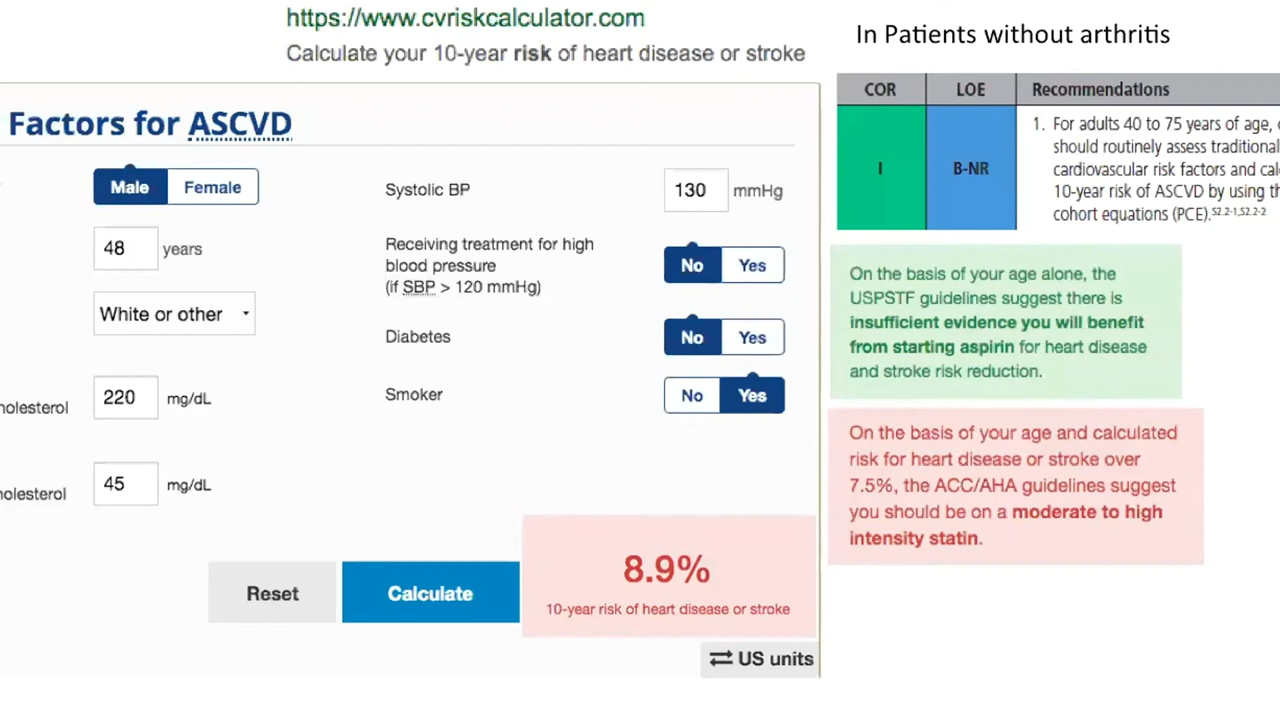 https://www.cvriskcalculator.com
Calculate your 10-year risk of heart disease or stroke
In Patients without arthritis
Factors for ASCVD
Male Female
48 years
White or other
220 mg/dL
45 mg/dL
Systolic BP
130 mmHg
Receiving treatment for high
blood pressure
(if SBP > 120 mmHg)
No Yes
Diabetes
No Yes
Smoker
No Yes
Reset
Calculate
8.9%
10-year risk of heart disease or stroke
US units
COR LOE Recommendations
I B-NR
1. For adults 40 to 75 years of age,
should routinely assess traditional
cardiovascular risk factors and
10-year risk of ASCVD by using
cohort equations (PCE).S2.2-1,S2.2-2
On the basis of your age alone, the
USPSTF guidelines suggest there is
insufficient evidence you will benefit
from starting aspirin for heart disease
and stroke risk reduction.
On the basis of your age and calculated
risk for heart disease or stroke over
7.5%, the ACC/AHA guidelines suggest
you should be on a moderate to high
intensity statin.